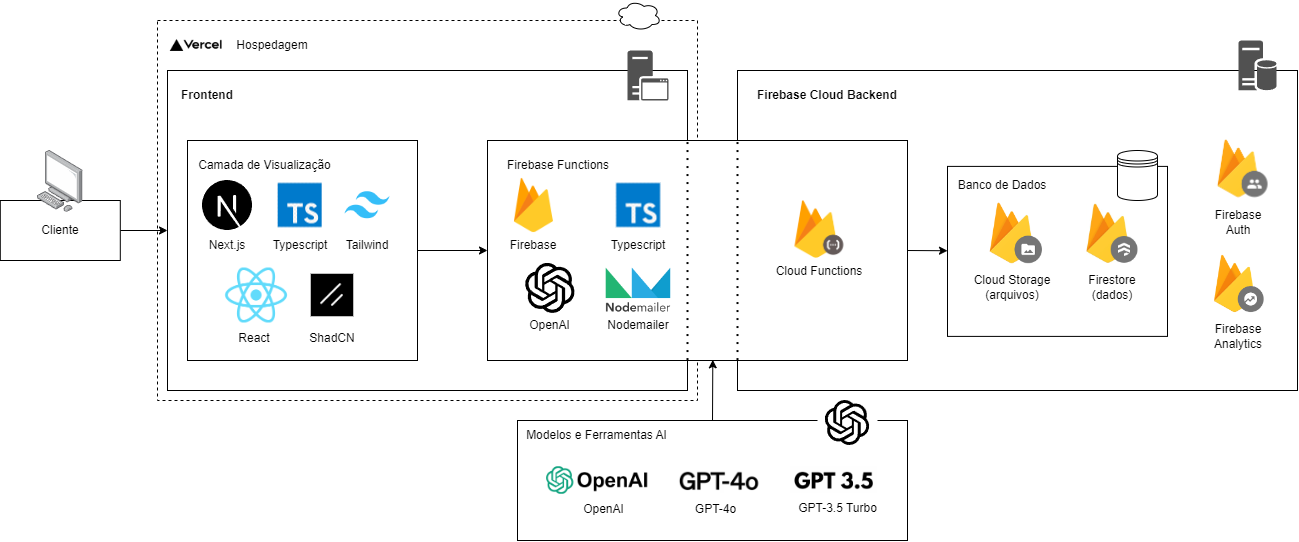 Vercel
Hospedagem
Frontend
Firebase Cloud Backend
Cliente
Camada de Visualização
N
TS
Next.js
Typescript
Tailwind
React
ShadCN
Firebase Functions
TS
Firebase
Typescript
Nodemailer
OpenAI
Nodemailer
Cloud Functions
Banco de Dados
Cloud Storage
(arquivos)
Firestore
(dados)
Firebase
Auth
Firebase
Analytics
Modelos e Ferramentas AI
OpenAI
GPT-4o
GPT 3.5
OpenAI
GPT-4o
GPT-3.5 Turbo